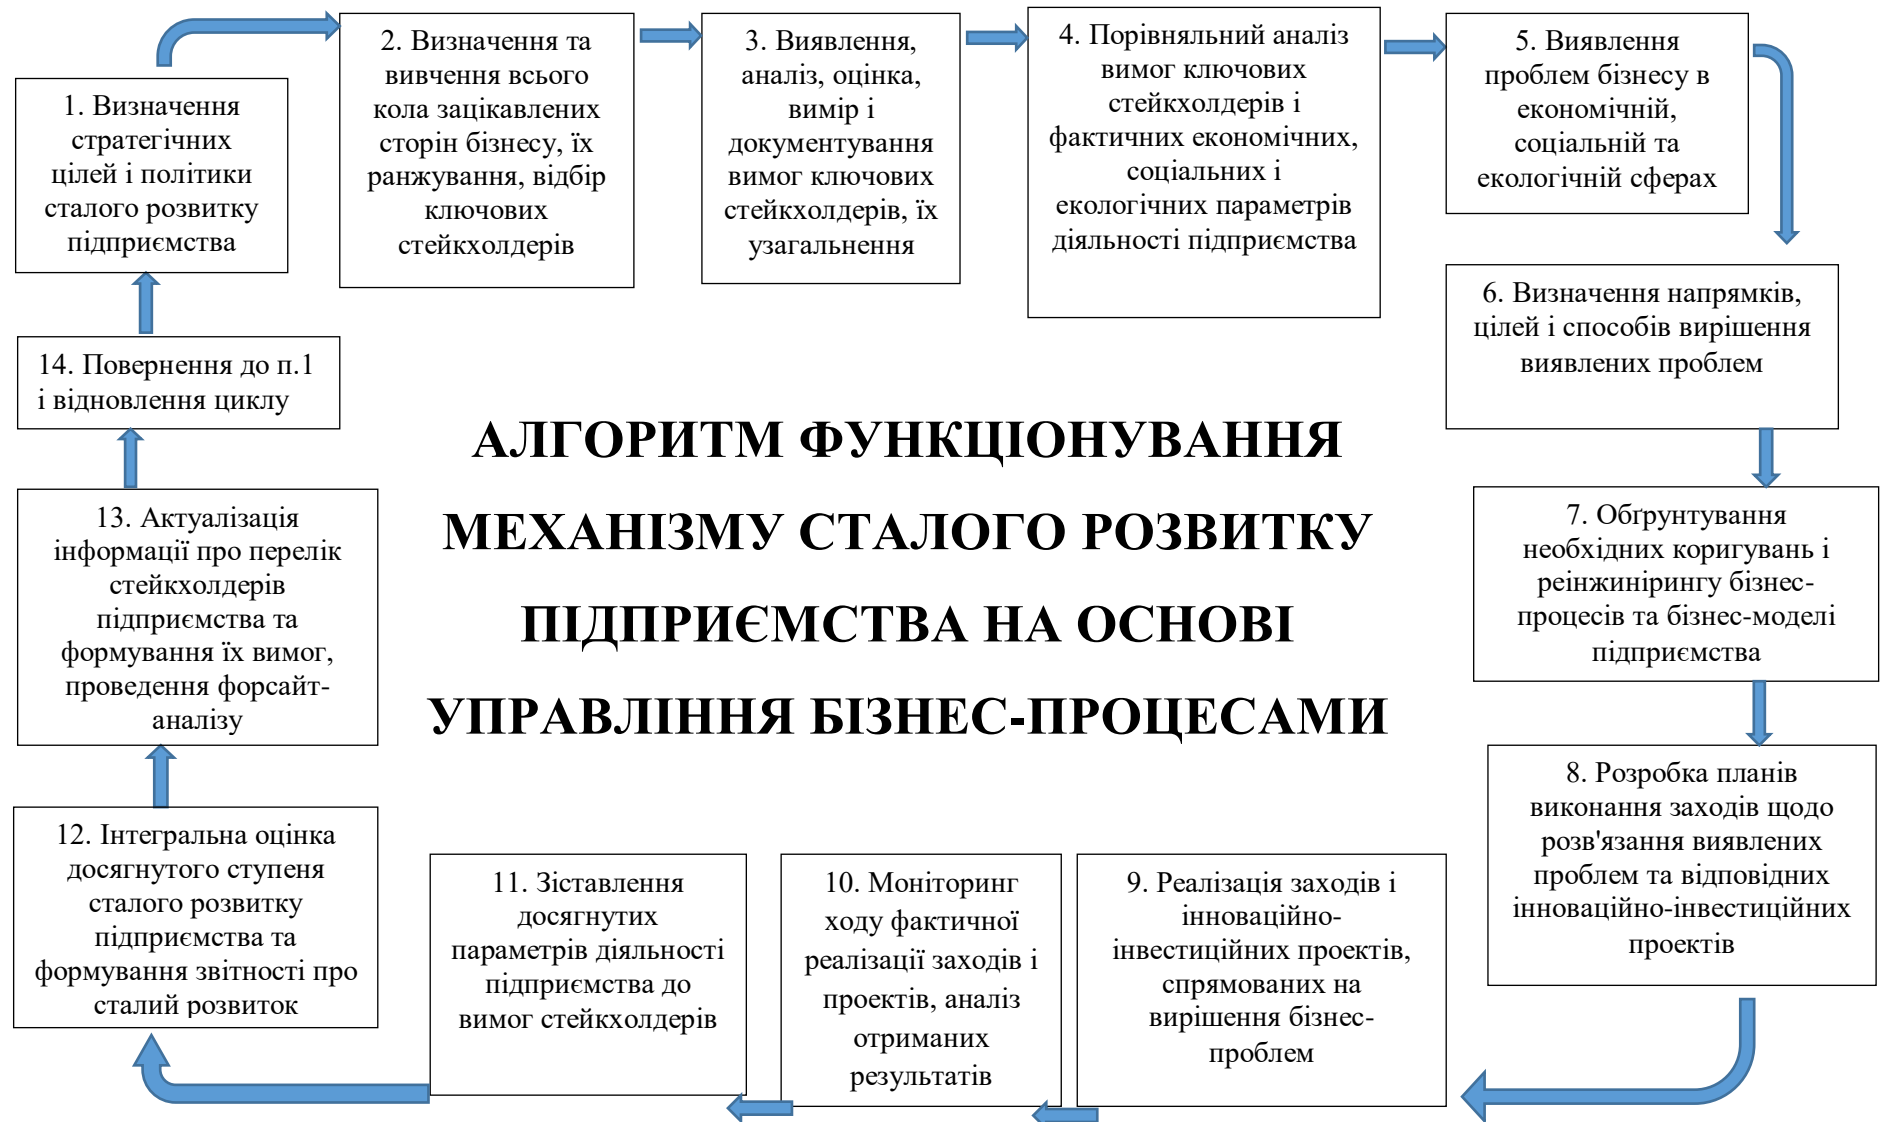 1. Визначення
стратегічних
цілей і політики
сталого розвитку
підприємства
2. Визначення та
вивчення всього
кола зацікавлених
сторін бізнесу, їх
ранжування, відбір
ключових
стейкхолдерів
3. Виявлення,
аналіз, оцінка,
вимір і
документування
вимог ключових
стейкхолдерів, їх
узагальнення
4. Порівняльний аналіз
вимог ключових
стейкхолдерів і
фактичних економічних,
соціальних і
екологічних параметрів
діяльності підприємства
5. Виявлення
проблем бізнесу в
економічній,
соціальній та
екологічній сферах
6. Визначення напрямків,
цілей і способів вирішення
виявлених проблем
7. Обґрунтування
необхідних коригувань і
реінжинірингу бізнес-
процесів та бізнес-моделі
підприємства
8. Розробка планів
виконання заходів щодо
розв'язання виявлених
проблем та відповідних
інноваційно-інвестиційних
проектів
9. Реалізація заходів і
інноваційно-
інвестиційних проектів,
спрямованих на
вирішення бізнес-
проблем
10. Моніторинг
ходу фактичної
реалізації заходів і
проектів, аналіз
отриманих
результатів
11. Зіставлення
досягнутих
параметрів діяльності
підприємства до
вимог стейкхолдерів
12. Інтегральна оцінка
досягнутого ступеня
сталого розвитку
підприємства та
формування звітності про
сталий розвиток
13. Актуалізація
інформації про перелік
стейкхолдерів
підприємства та
формування їх вимог,
проведення форсайт-
аналізу
14. Повернення до п.1
і відновлення циклу
АЛГОРИТМ ФУНКЦІОНУВАННЯ
МЕХАНІЗМУ СТАЛОГО РОЗВИТКУ
ПІДПРИЄМСТВА НА ОСНОВІ
УПРАВЛІННЯ БІЗНЕС-ПРОЦЕСАМИ